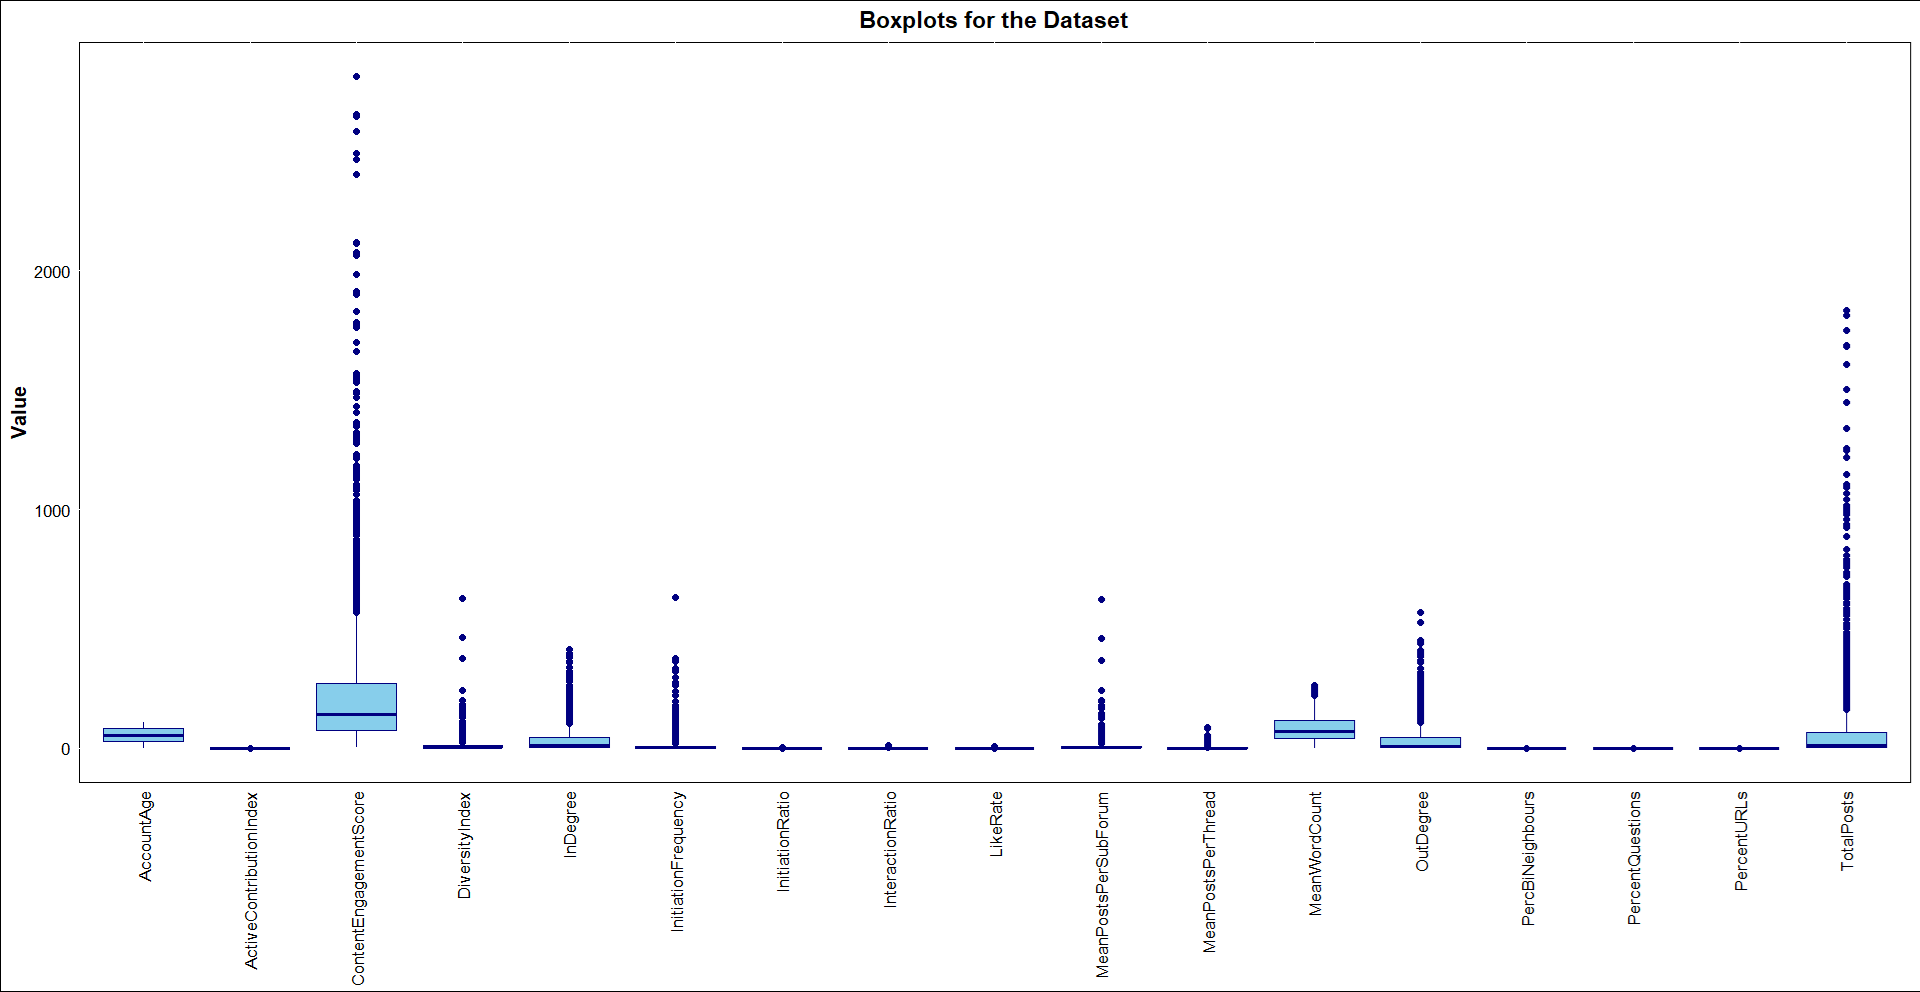 Boxplots for the Dataset
Value
2000
1000
0
AccountAge
ActiveContributionIndex
ContentEngagementScore
DiversityIndex
InDegree
InitiationFrequency
InitiationRatio
InteractionRatio
LikeRate
MeanPostsPerSubForum
MeanPostsPerThread
MeanWordCount
OutDegree
PercBiNeighbours
PercentQuestions
PercentURLs
TotalPosts